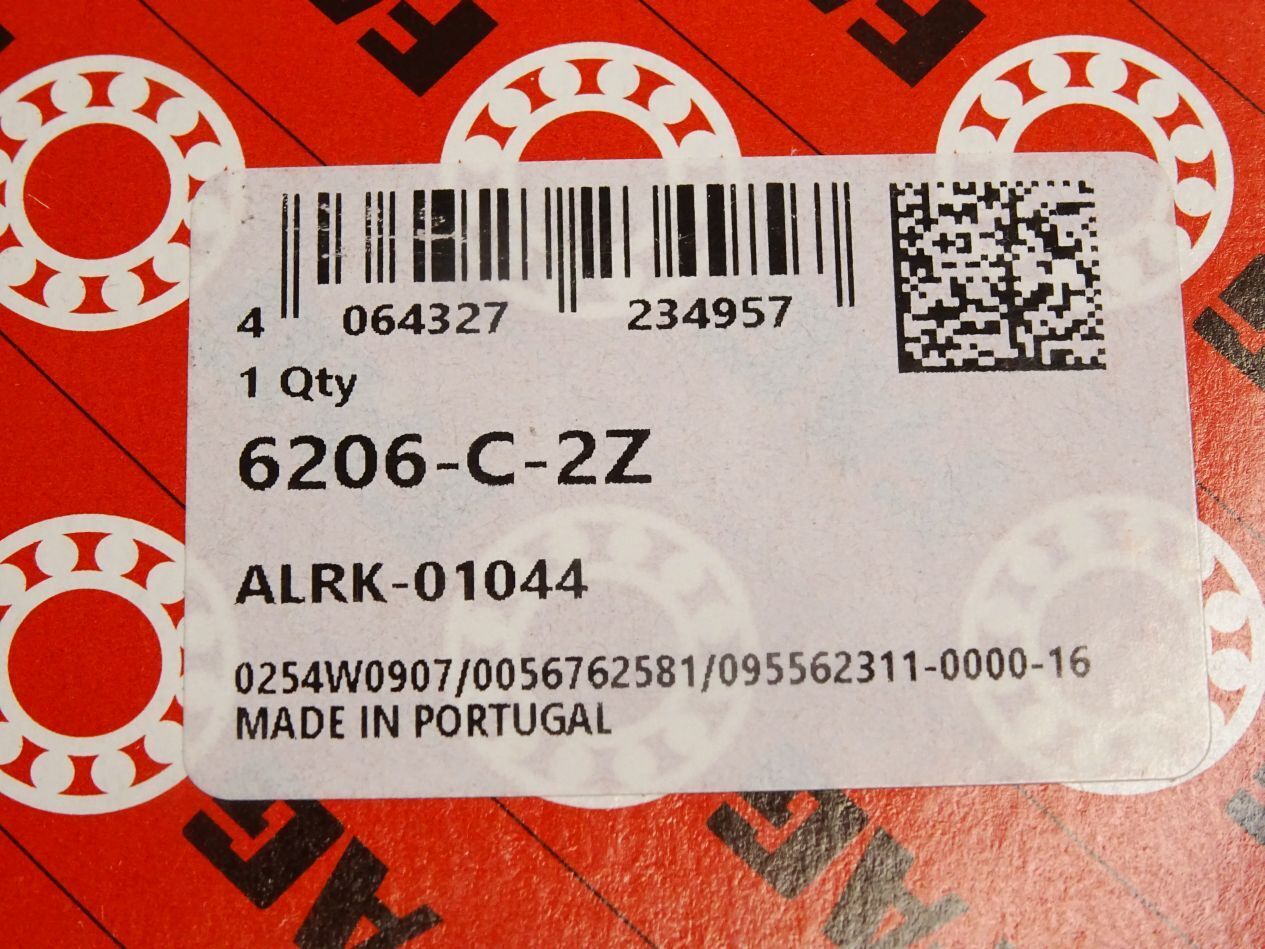 4 064327 234957
1 Qty
6206-C-2Z
ALRK-01044
0254W0907/0056762581/095562311-0000-16
MADE IN PORTUGAL